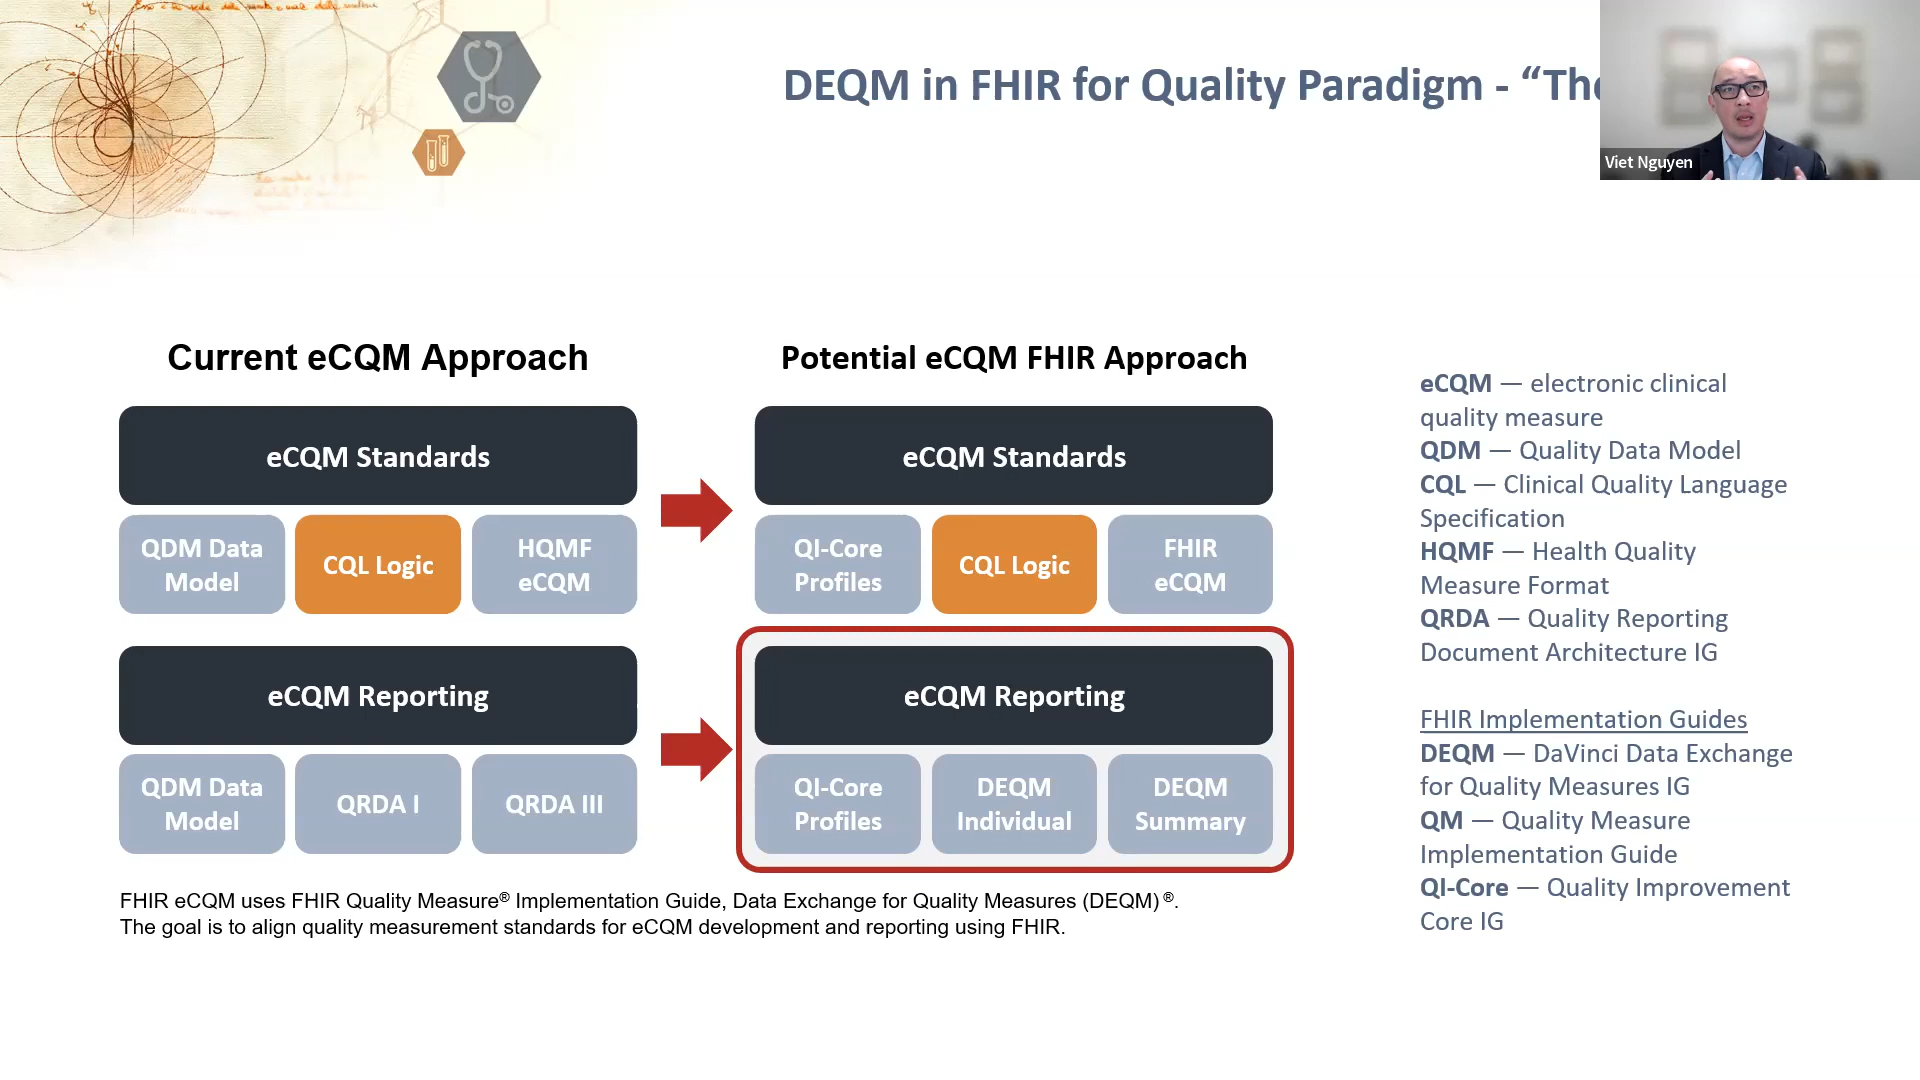 DEQM in FHIR for Quality Paradigm - “The
Viet Nguyen
Current eCQM Approach
eCQM Standards
QDM Data
Model
CQL Logic
HQMF
eCQM
eCQM Reporting
QDM Data
Model
QRDA I
QRDA III
Potential eCQM FHIR Approach
eCQM Standards
QI-Core
Profiles
CQL Logic
FHIR
eCQM
eCQM Reporting
QI-Core
Profiles
DEQM
Individual
DEQM
Summary
FHIR eCQM uses FHIR Quality Measure® Implementation Guide, Data Exchange for Quality Measures (DEQM) ®.
The goal is to align quality measurement standards for eCQM development and reporting using FHIR.
eCQM — electronic clinical
quality measure
QDM — Quality Data Model
CQL — Clinical Quality Language
Specification
HQMF — Health Quality
Measure Format
QRDA — Quality Reporting
Document Architecture IG
FHIR Implementation Guides
DEQM — DaVinci Data Exchange
for Quality Measures IG
QM — Quality Measure
Implementation Guide
QI-Core — Quality Improvement
Core IG